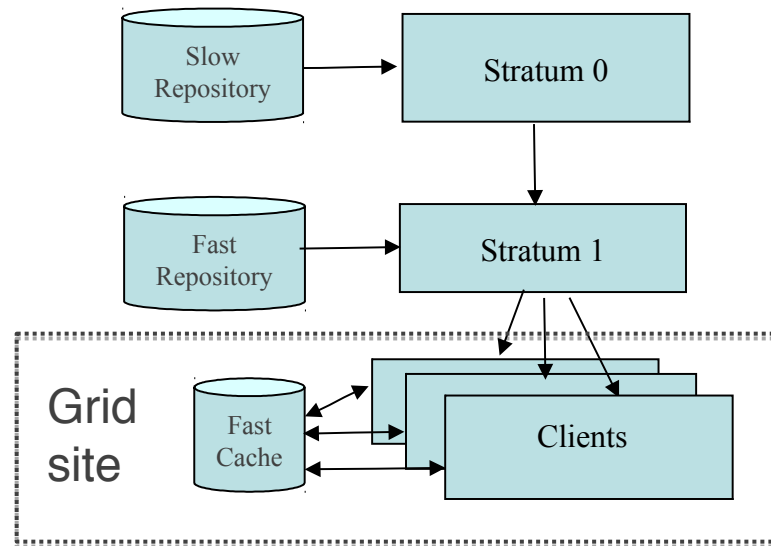 Slow
Repository
Stratum 0
Fast
Repository
Stratum 1
Grid
site
Fast
Cache
Clients